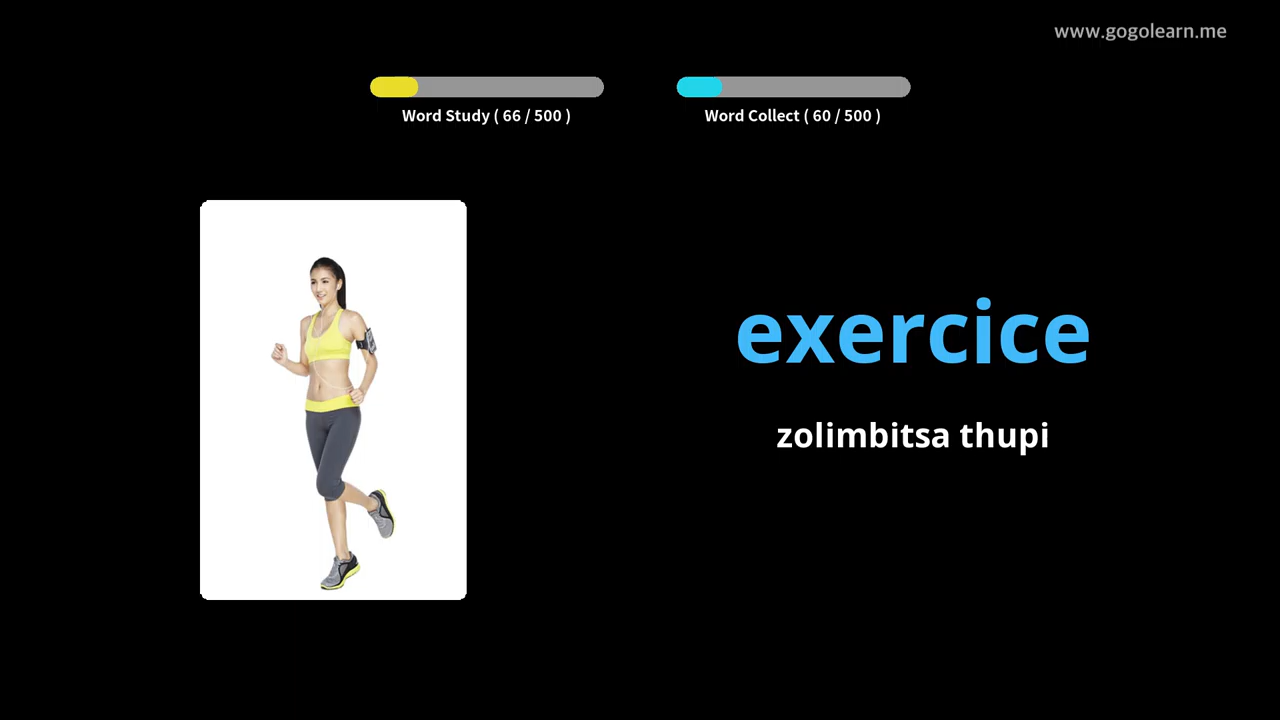 www.gogolearn.me
Word Study ( 66 / 500 )
Word Collect ( 60 / 500 )
exercice
zolimbitsa thupi